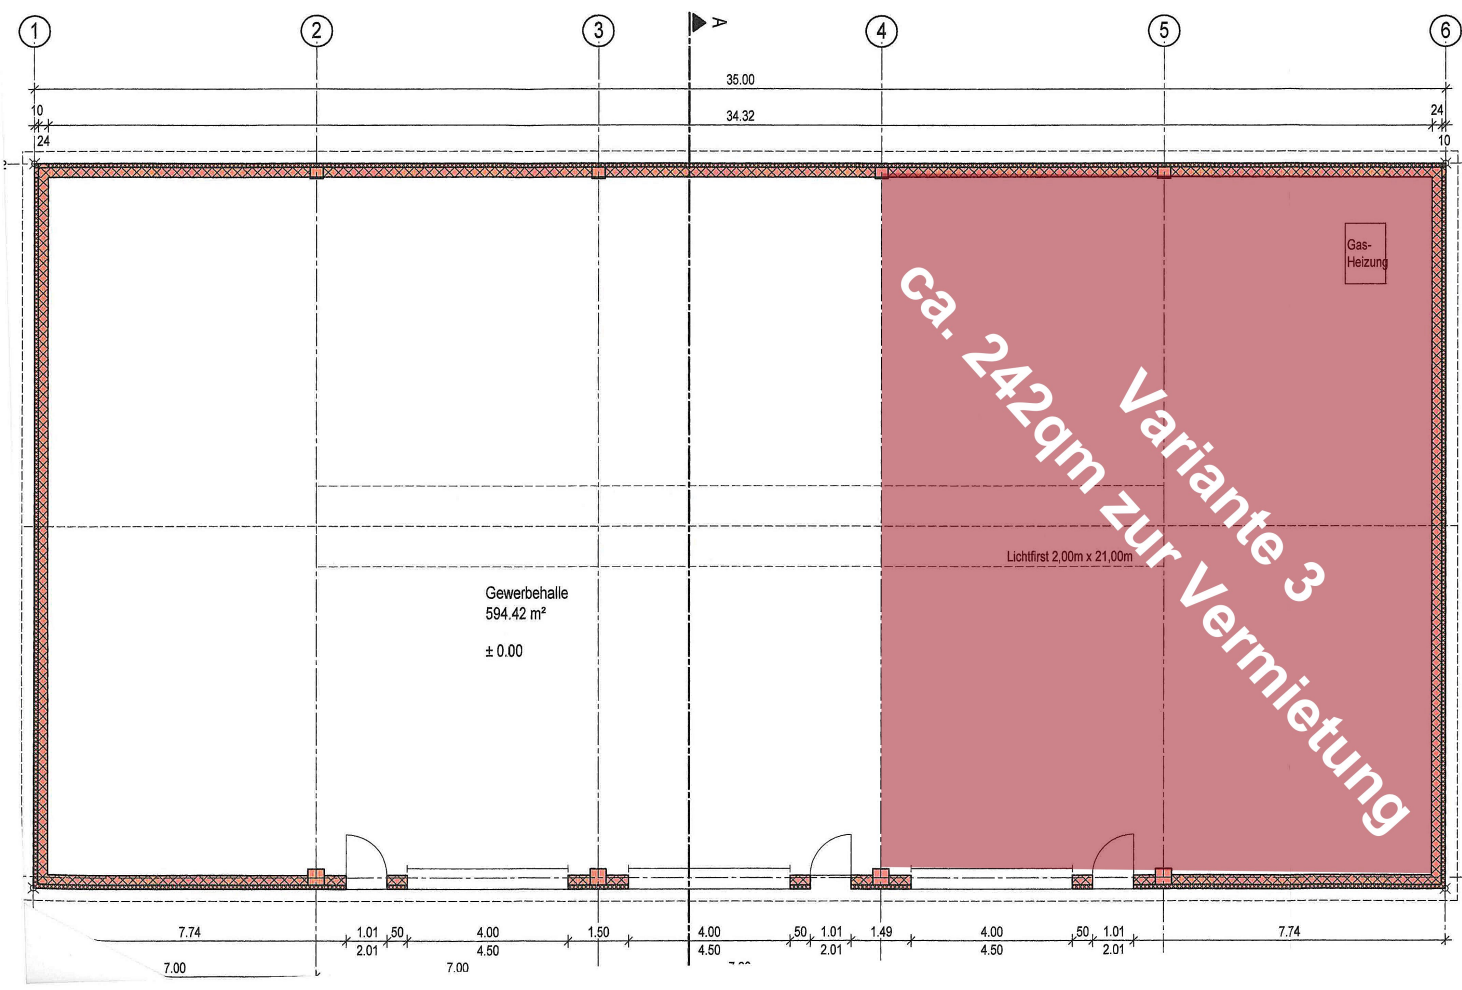 1 2 3 A 4 5 6
35.00
10 34.32 24
24 10
Gas-
Heizung
Variante 3
ca. 242qm zur Vermietung
Lichtfirst 2,00m x 21,00m
Gewerbehalle
594.42 m²
± 0.00
7.74 1.01 50 4.00 1.50 4.00 50 1.01 1.49 4.00 50 1.01 7.74
2.01 4.50 4.50 2.01 4.50 2.01
7.00 7.00